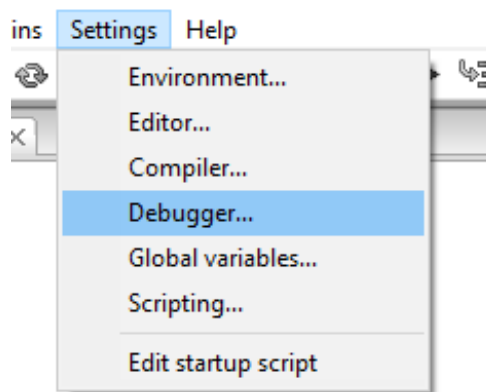 ins Settings Help
Environment...
Editor...
Compiler...
Debugger...
Global variables...
Scripting...
Edit startup script